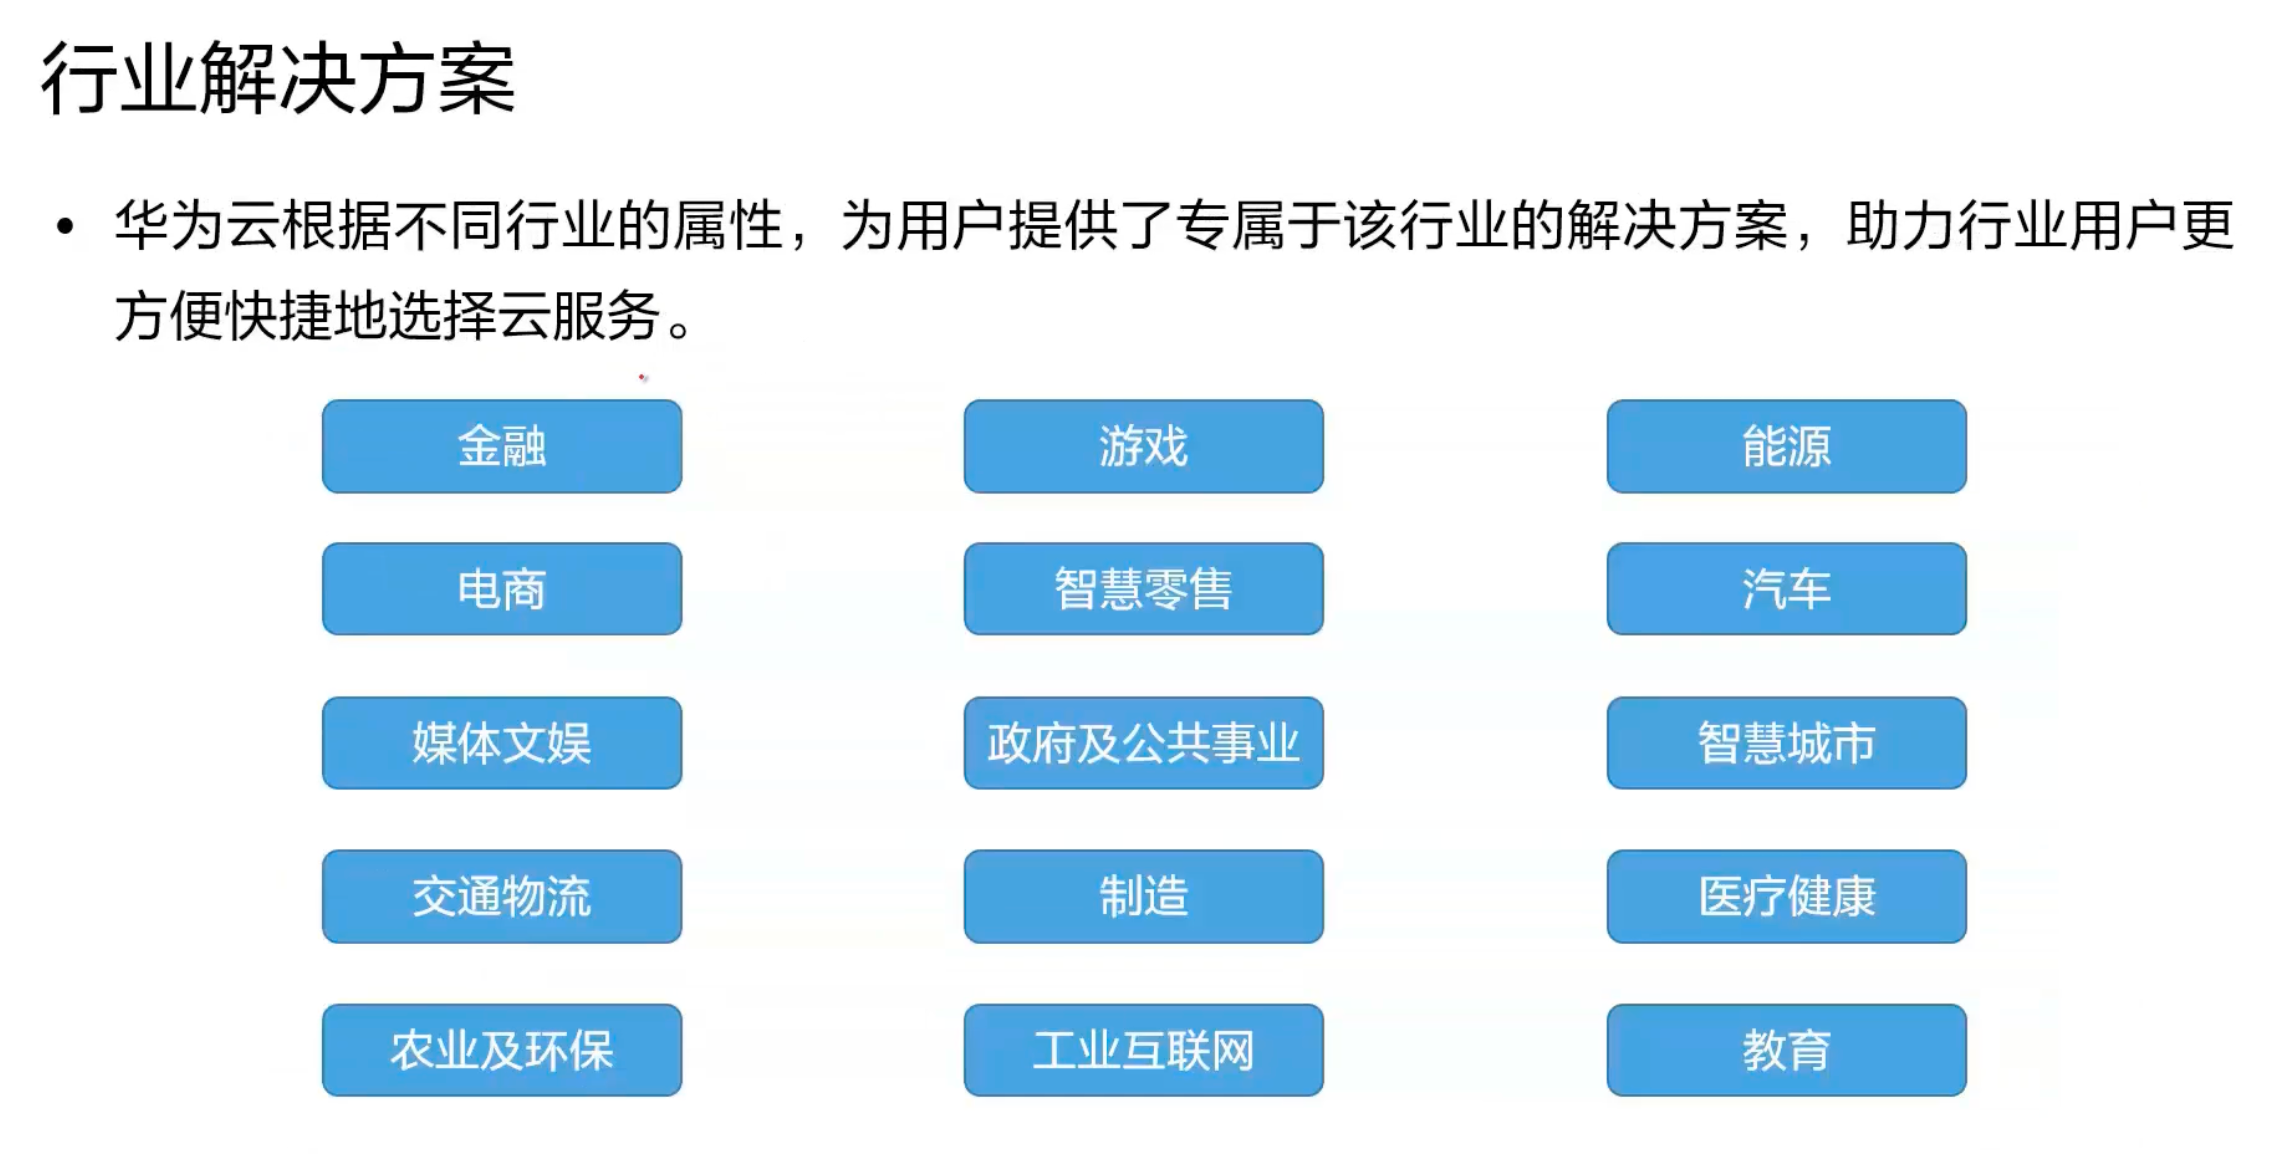 行业解决方案
• 华为云根据不同行业的属性，为用户提供了专属于该行业的解决方案，助力行业用户更
方便快捷地选择云服务。
金融
游戏
能源
电商
智慧零售
汽车
媒体文娱
政府及公共事业
智慧城市
交通物流
制造
医疗健康
农业及环保
工业互联网
教育